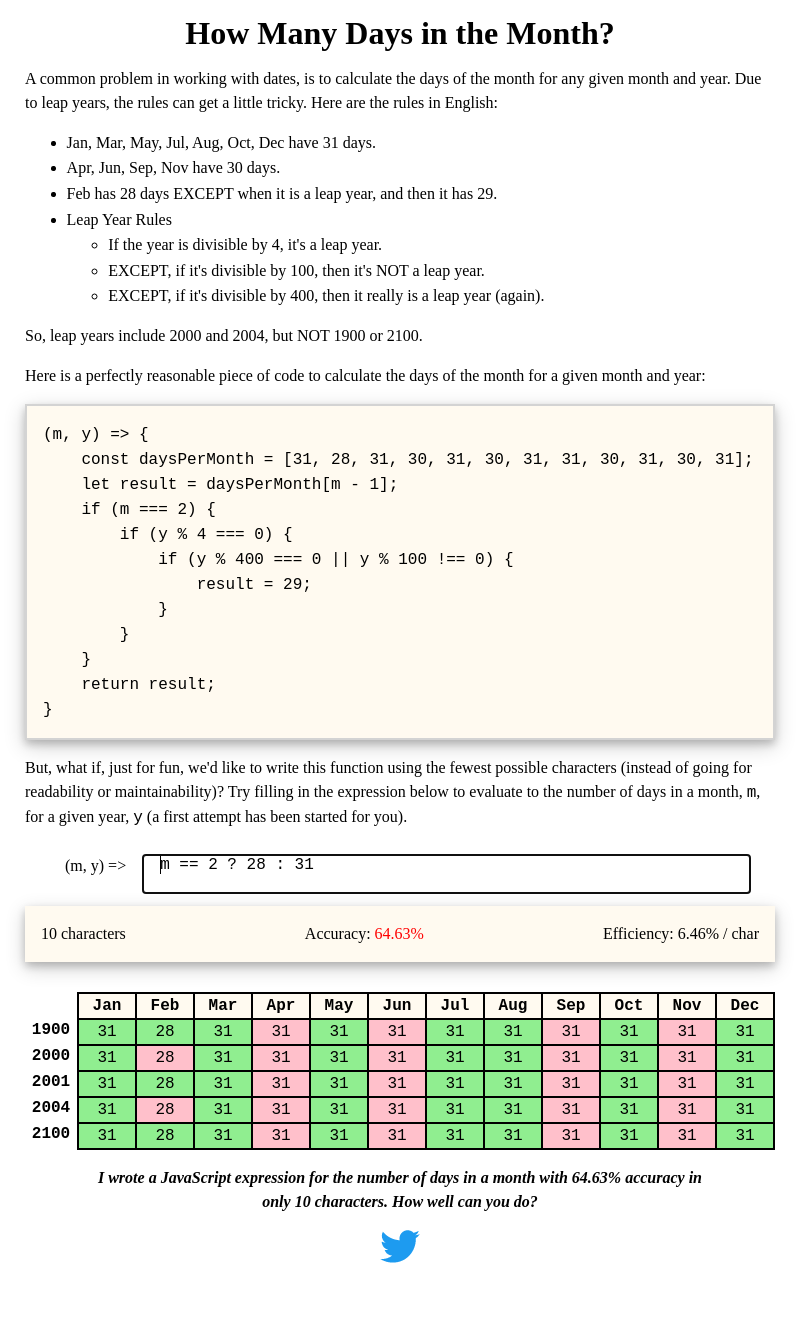 How Many Days in the Month?
A common problem in working with dates, is to calculate the days of the month for any given month and year. Due
to leap years, the rules can get a little tricky. Here are the rules in English:
Jan, Mar, May, Jul, Aug, Oct, Dec have 31 days.
Apr, Jun, Sep, Nov have 30 days.
Feb has 28 days EXCEPT when it is a leap year, and then it has 29.
Leap Year Rules
If the year is divisible by 4, it's a leap year.
EXCEPT, if it's divisible by 100, then it's NOT a leap year.
EXCEPT, if it's divisible by 400, then it really is a leap year (again).
So, leap years include 2000 and 2004, but NOT 1900 or 2100.
Here is a perfectly reasonable piece of code to calculate the days of the month for a given month and year:
(m, y) => {
    const daysPerMonth = [31, 28, 31, 30, 31, 30, 31, 31, 30, 31, 30, 31];
    let result = daysPerMonth[m - 1];
    if (m === 2) {
        if (y % 4 === 0) {
            if (y % 400 === 0 || y % 100 !== 0) {
                result = 29;
            }
        }
    }
    return result;
}
But, what if, just for fun, we'd like to write this function using the fewest possible characters (instead of going for
readability or maintainability)? Try filling in the expression below to evaluate to the number of days in a month, m,
for a given year, y (a first attempt has been started for you).
(m, y) => m == 2 ? 28 : 31
10 characters Accuracy: 64.63% Efficiency: 6.46% / char
Jan Feb Mar Apr May Jun Jul Aug Sep Oct Nov Dec
1900 31 28 31 31 31 31 31 31 31 31 31 31
2000 31 28 31 31 31 31 31 31 31 31 31 31
2001 31 28 31 31 31 31 31 31 31 31 31 31
2004 31 28 31 31 31 31 31 31 31 31 31 31
2100 31 28 31 31 31 31 31 31 31 31 31 31
I wrote a JavaScript expression for the number of days in a month with 64.63% accuracy in
only 10 characters. How well can you do?